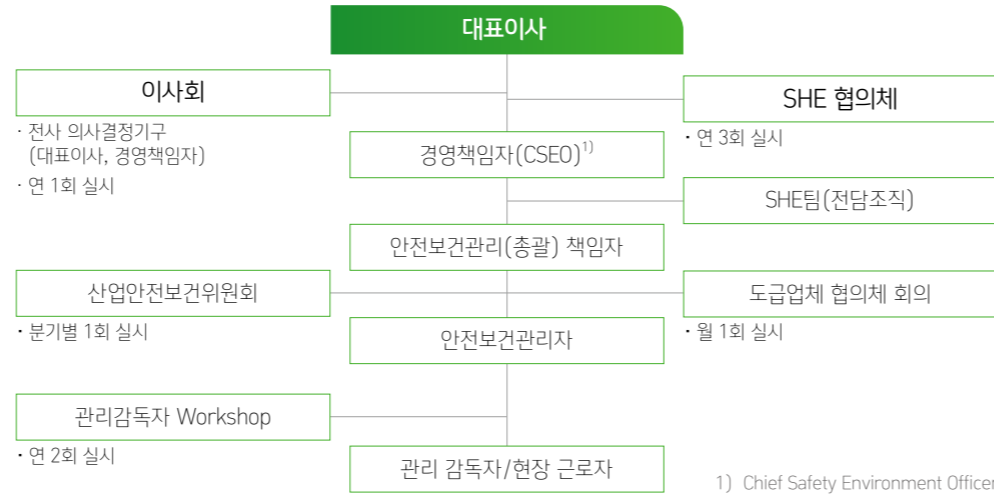 대표이사
이사회
· 전사 의사결정기구
(대표이사, 경영책임자)
· 연 1회 실시
SHE 협의체
· 연 3회 실시
경영책임자(CSEO)1)
SHE팀(전담조직)
안전보건관리(총괄) 책임자
산업안전보건위원회
· 분기별 1회 실시
도급업체 협의체 회의
· 월 1회 실시
안전보건관리자
관리감독자 Workshop
· 연 2회 실시
관리 감독자/현장 근로자
1) Chief Safety Environment Officer